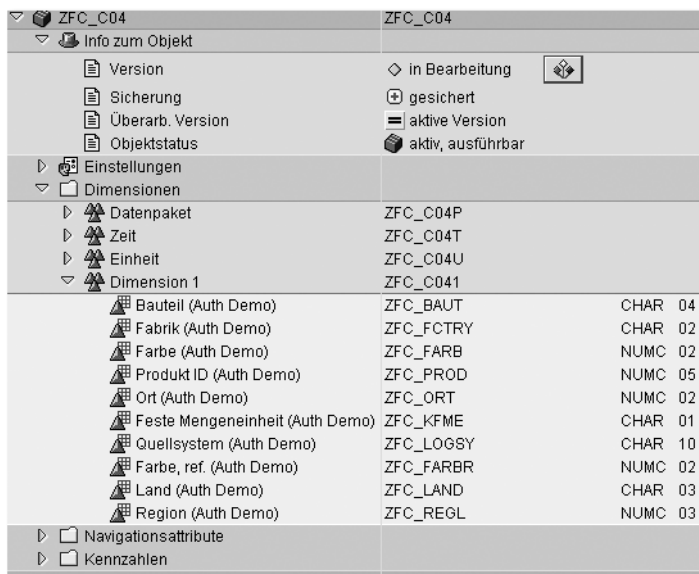 ZFC_C04 ZFC_C04
Info zum Objekt
Version in Bearbeitung
Sicherung gesichert
Überarb. Version aktive Version
Objektstatus aktiv, ausführbar
Einstellungen
Dimensionen
Datenpaket ZFC_C04P
Zeit ZFC_C04T
Einheit ZFC_C04U
Dimension 1 ZFC_C041
Bauteil (Auth Demo) ZFC_BAUT CHAR 04
Fabrik (Auth Demo) ZFC_FCTRY CHAR 02
Farbe (Auth Demo) ZFC_FARB NUMC 02
Produkt ID (Auth Demo) ZFC_PROD NUMC 05
Ort (Auth Demo) ZFC_ORT NUMC 02
Feste Mengeneinheit (Auth Demo) ZFC_KFME CHAR 01
Quellsystem (Auth Demo) ZFC_LOGSY CHAR 10
Farbe, ref. (Auth Demo) ZFC_FARBR NUMC 02
Land (Auth Demo) ZFC_LAND CHAR 03
Region (Auth Demo) ZFC_REGL NUMC 03
Navigationsattribute
Kennzahlen